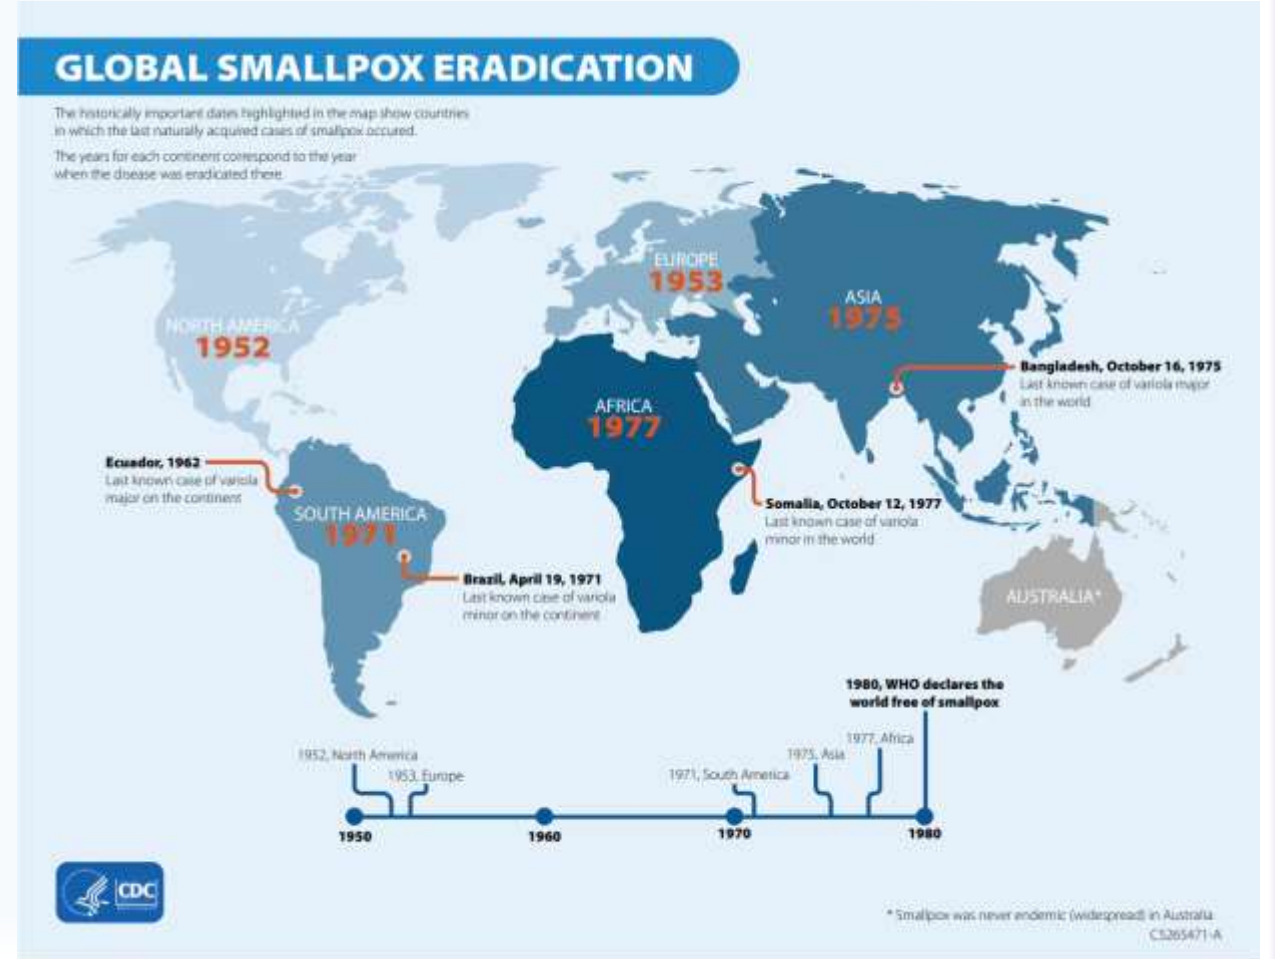 GLOBAL SMALLPOX ERADICATION
The historically important dates highlighted in the map show countries
in which the last naturally acquired cases of smallpox occured.
The years for each continent correspond to the year
when the disease was eradicated there
EUROPE
1953
ASIA
1975
NORTH AMERICA
1952
Bangladesh, October 16, 1975
Last known case of variola major
in the world
AFRICA
1977
Ecuador, 1962
Last known case of variola
major on the continent
SOUTH AMERICA
1971
Somalia, October 12, 1977
Last known case of variola
minor in the world
Brazil, April 19, 1971
Last known case of variola
minor on the continent
AUSTRALIA*
1980, WHO declares the
world free of smallpox
1952, North America
1953, Europe
1971, South America
1975, Asia
1977, Africa
1950
1960
1970
1980
CDC
* Smallpox was never endemic (widespread) in Australia
CS265471-A